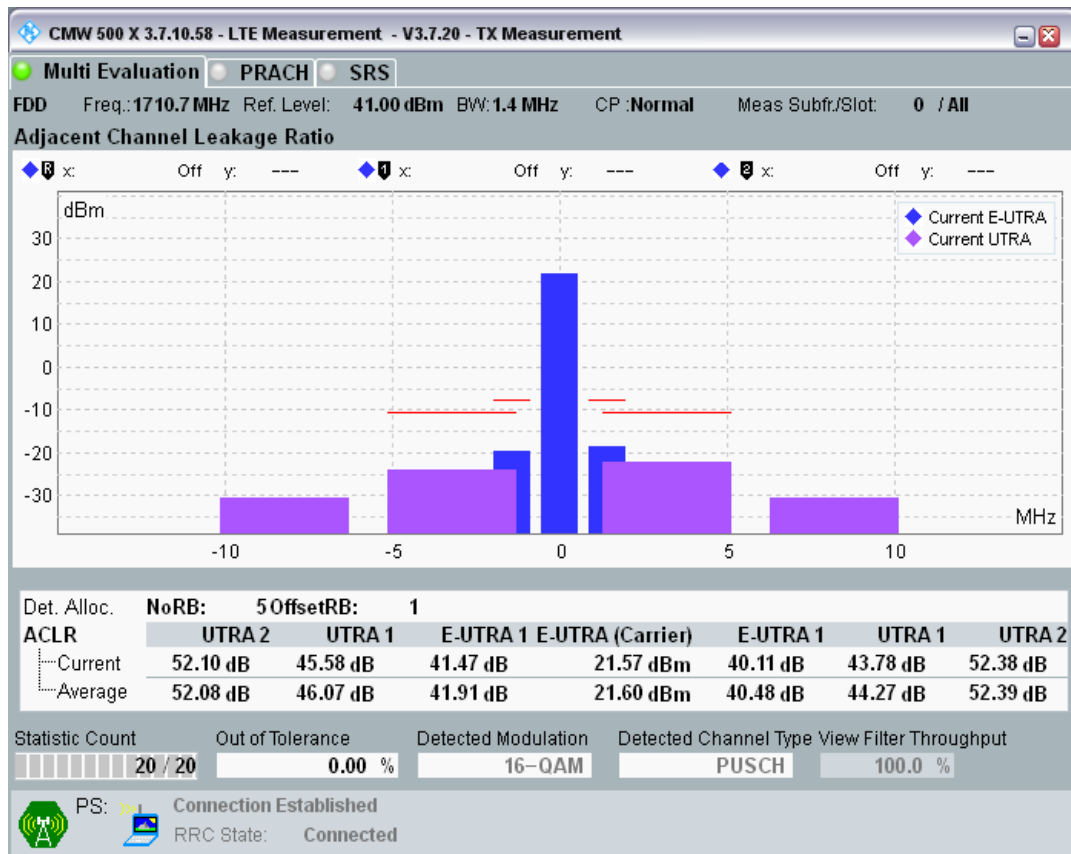 CMW 500 X 3.7.10.58 - LTE Measurement - V3.7.20 - TX Measurement
Multi Evaluation PRACH SRS
FDD Freq.: 1710.7 MHz Ref. Level: 41.00 dBm BW: 1.4 MHz CP :Normal Meas Subfr./Slot: 0 / All
Adjacent Channel Leakage Ratio
R x: Off y: --- 1 x: Off y: --- 2 x: Off y: ---
dBm
Current E-UTRA
Current UTRA
30
20
10
0
-10
-20
-30
MHz
-10 -5 0 5 10
Det. Alloc. NoRB: 5 OffsetRB: 1
ACLR UTRA 2 UTRA 1 E-UTRA 1 E-UTRA (Carrier) E-UTRA 1 UTRA 1 UTRA 2
Current 52.10 dB 45.58 dB 41.47 dB 21.57 dBm 40.11 dB 43.78 dB 52.38 dB
Average 52.08 dB 46.07 dB 41.91 dB 21.60 dBm 40.48 dB 44.27 dB 52.39 dB
Statistic Count Out of Tolerance Detected Modulation Detected Channel Type View Filter Throughput
20 / 20 0.00 % 16-QAM PUSCH 100.0 %
PS: Connection Established
RRC State: Connected